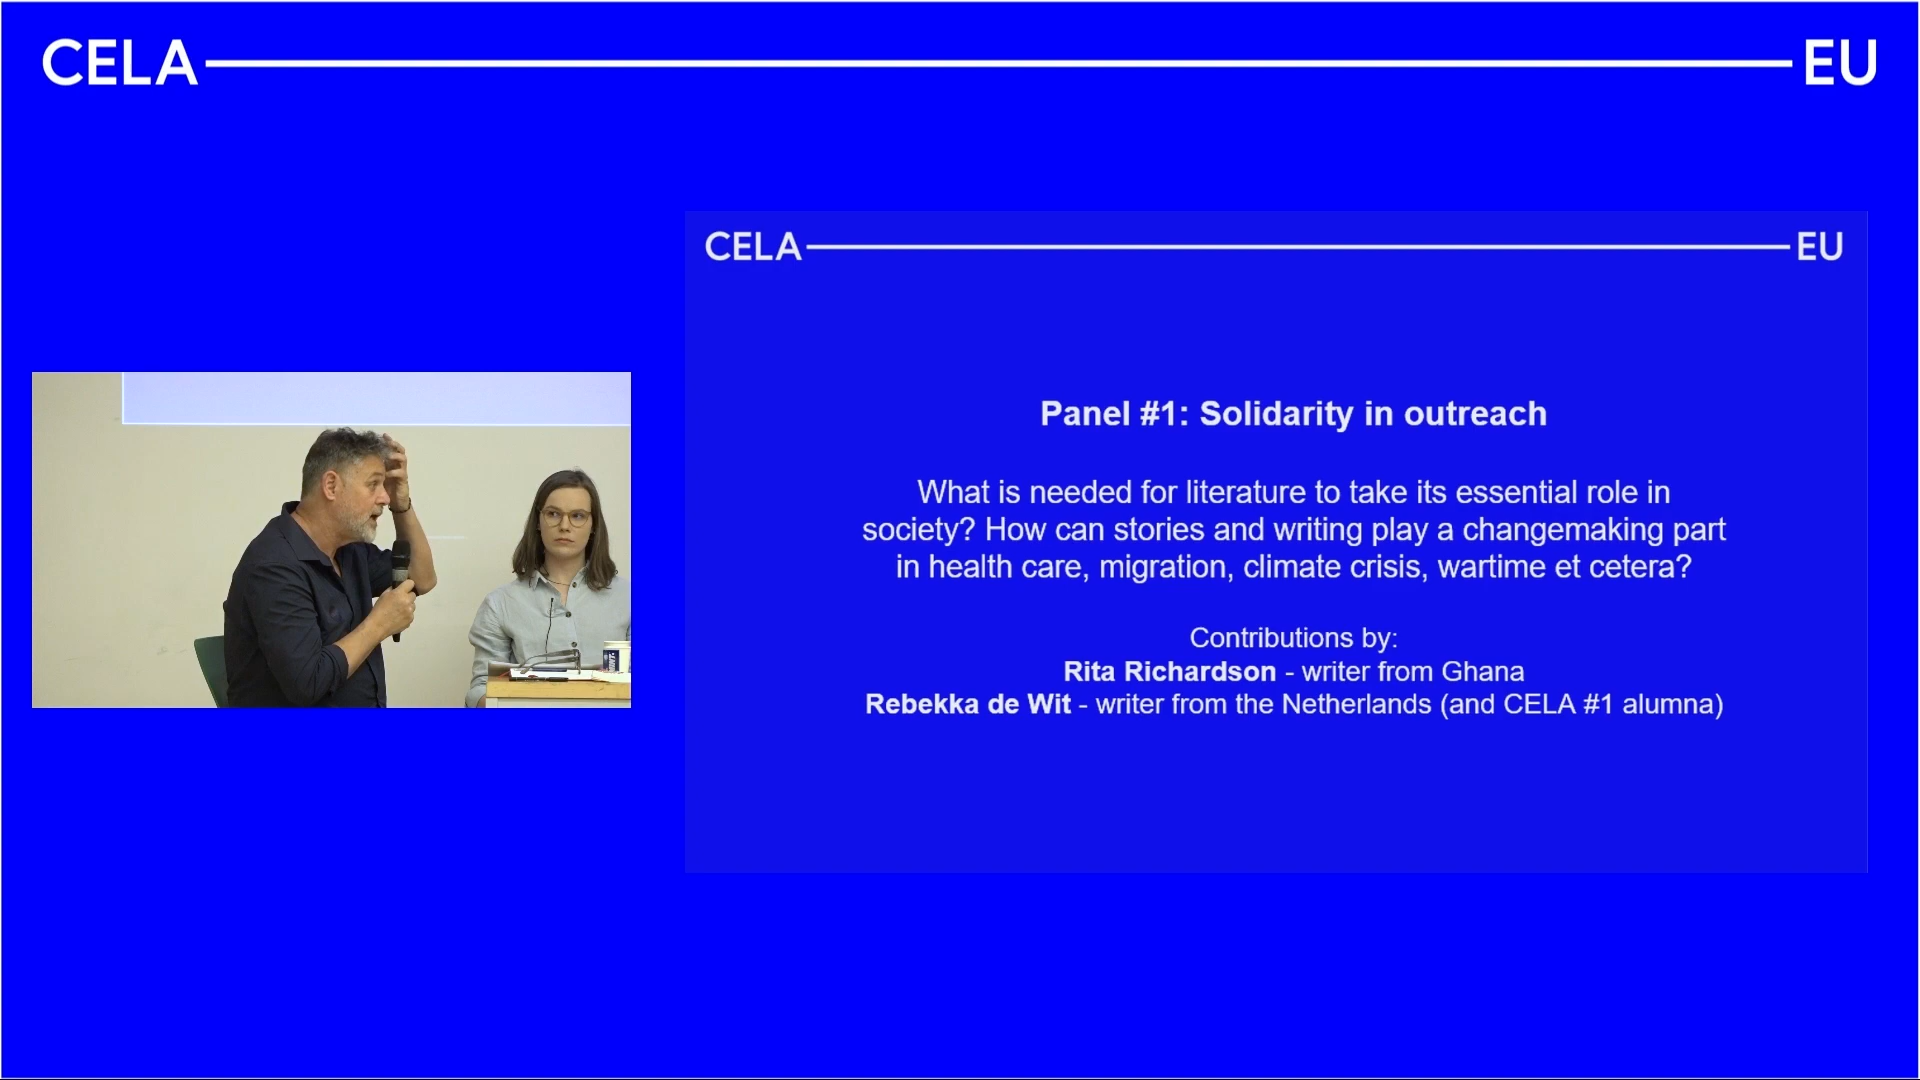 CELA EU
CELA EU
Panel #1: Solidarity in outreach
What is needed for literature to take its essential role in
society? How can stories and writing play a changemaking part
in health care, migration, climate crisis, wartime et cetera?
Contributions by:
Rita Richardson - writer from Ghana
Rebekka de Wit - writer from the Netherlands (and CELA #1 alumna)